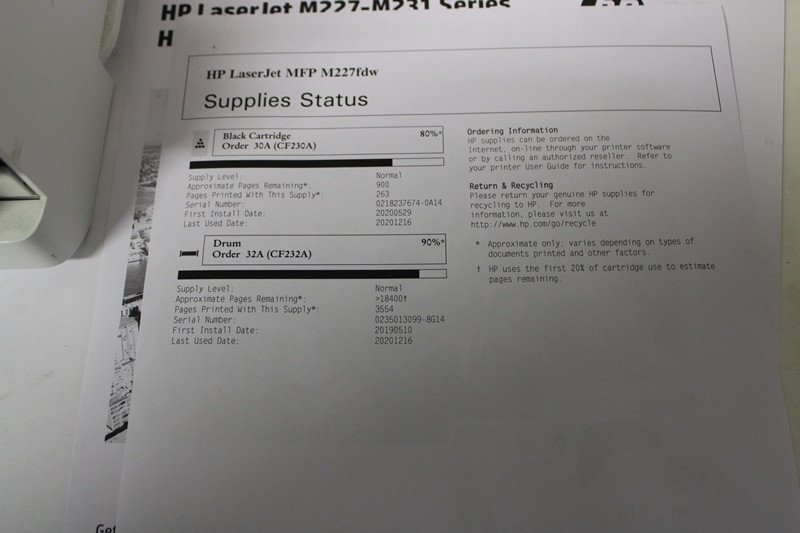 HP LaserJet M227-M231 Series
H
HP LaserJet MFP M227fdw
Supplies Status
Black Cartridge 80%*
Order 30A (CF230A)
Supply Level: Normal
Approximate Pages Remaining*: 900
Pages Printed With This Supply*: 263
Serial Number: 0218237674-0A14
First Install Date: 20200529
Last Used Date: 20201216
Drum 90%*
Order 32A (CF232A)
Supply Level: Normal
Approximate Pages Remaining*: >18400†
Pages Printed With This Supply*: 3554
Serial Number: 0235013099-8G14
First Install Date: 20190510
Last Used Date: 20201216
Ordering Information
HP supplies can be ordered on the
Internet, on-line through your printer software
or by calling an authorized reseller. Refer to
your printer User Guide for instructions.
Return & Recycling
Please return your genuine HP supplies for
recycling to HP. For more
information, please visit us at
http://www.hp.com/go/recycle
* Approximate only; varies depending on types of
documents printed and other factors.
† HP uses the first 20% of cartridge use to estimate
pages remaining.
Get